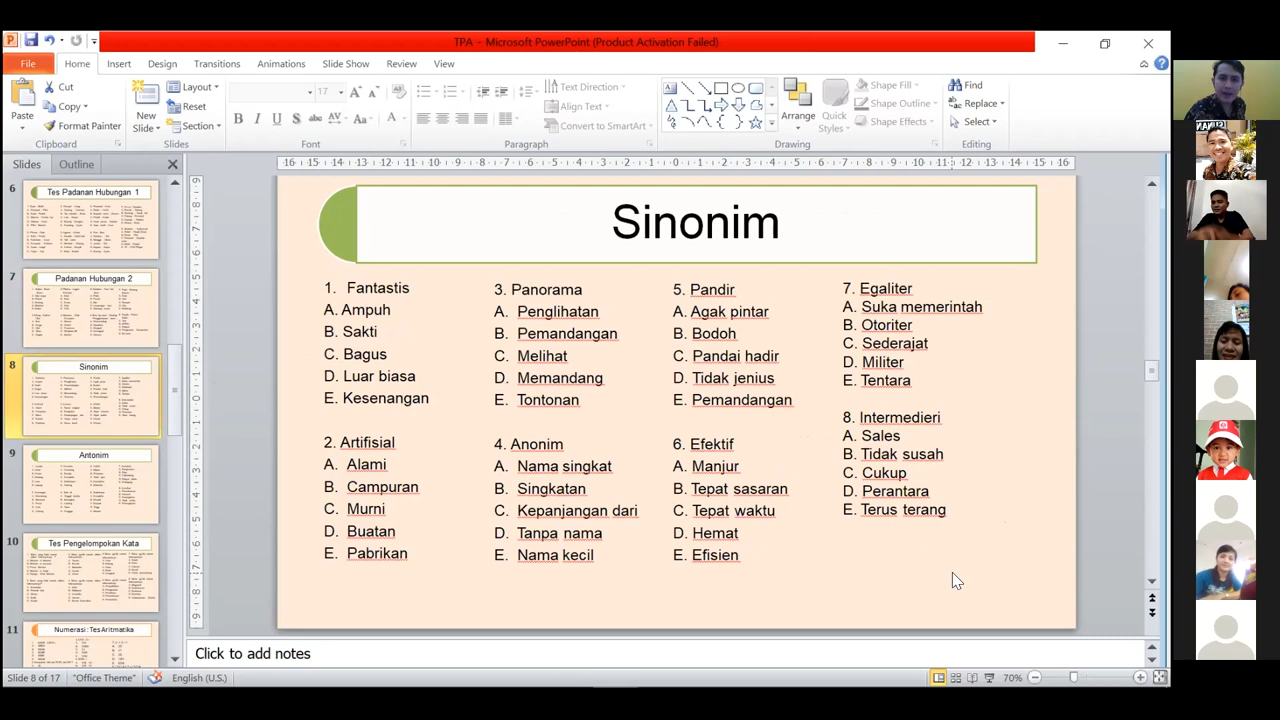 TPA - Microsoft PowerPoint (Product Activation Failed)
File Home Insert Design Transitions Animations Slide Show Review View
Paste
Cut
Copy
Format Painter
Clipboard
New
Slide
Layout
Reset
Section
Slides
17
Font
Text Direction
Align Text
Convert to SmartArt
Paragraph
Arrange
Quick
Styles
Shape Fill
Shape Outline
Shape Effects
Drawing
Find
Replace
Select
Editing
Slides Outline
6
Tes Padanan Hubungan 1
7
Padanan Hubungan 2
8
Sinonim
9
Antonim
10
Tes Pengelompokan Kata
11
Numerasi : Tes Aritmatika
Sinonim
1. Fantastis
A. Ampuh
B. Sakti
C. Bagus
D. Luar biasa
E. Kesenangan
2. Artifisial
A. Alami
B. Campuran
C. Murni
D. Buatan
E. Pabrikan
3. Panorama
A. Penglihatan
B. Pemandangan
C. Melihat
D. Memandang
E. Tontonan
4. Anonim
A. Nama singkat
B. Singkatan
C. Kepanjangan dari
D. Tanpa nama
E. Nama kecil
5. Pandir
A. Agak pintar
B. Bodoh
C. Pandai hadir
D. Tidak jenius
E. Pemandangan
6. Efektif
A. Manjur
B. Tepat sasaran
C. Tepat waktu
D. Hemat
E. Efisien
7. Egaliter
A. Suka memerintah
B. Otoriter
C. Sederajat
D. Militer
E. Tentara
8. Intermedieri
A. Sales
B. Tidak susah
C. Cukup
D. Perantara
E. Terus terang
Click to add notes
Slide 8 of 17 "Office Theme" English (U.S.) 70%